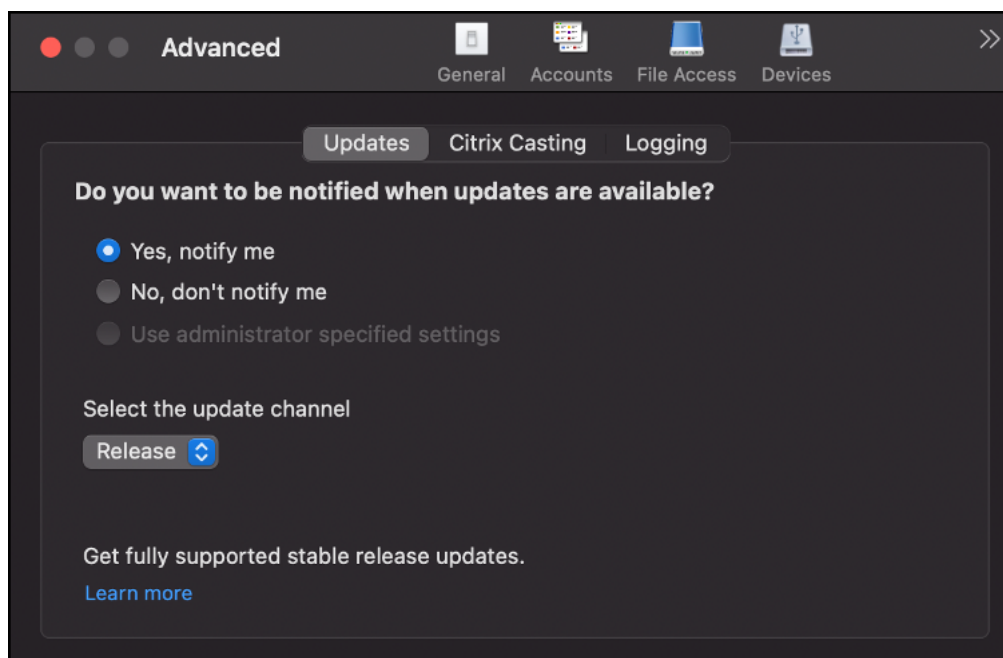 Advanced
General
Accounts
File Access
Devices
Updates
Citrix Casting
Logging
Do you want to be notified when updates are available?
Yes, notify me
No, don't notify me
Use administrator specified settings
Select the update channel
Release
Get fully supported stable release updates.
Learn more